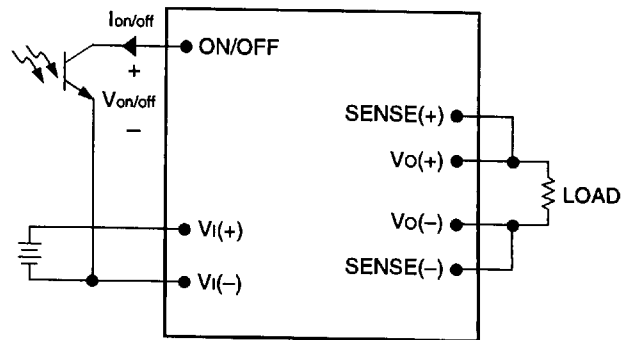 Ion/off
ON/OFF
+
Von/off
–
SENSE(+)
VO(+)
LOAD
VI(+)
VO(–)
VI(–)
SENSE(–)